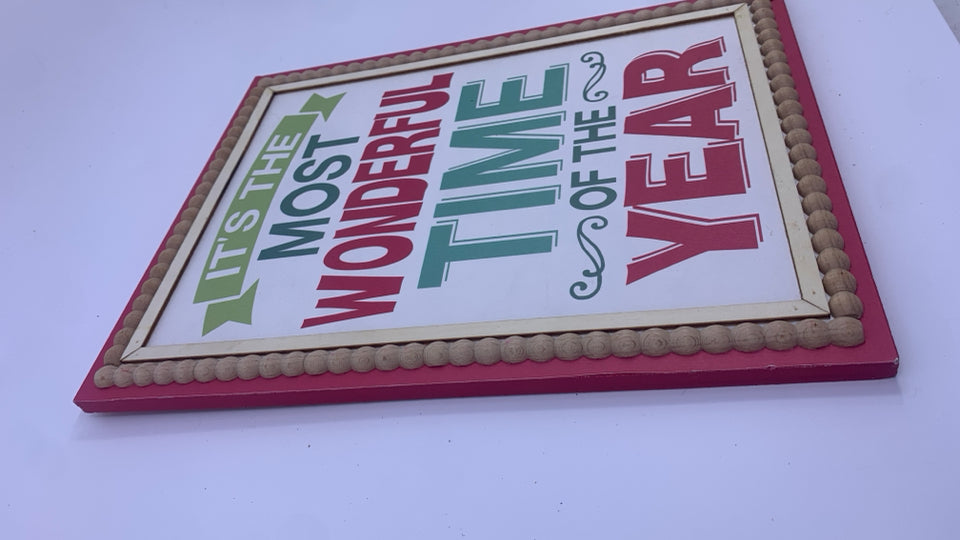 IT'S THE
MOST
WONDERFUL
TIME
OF THE
YEAR